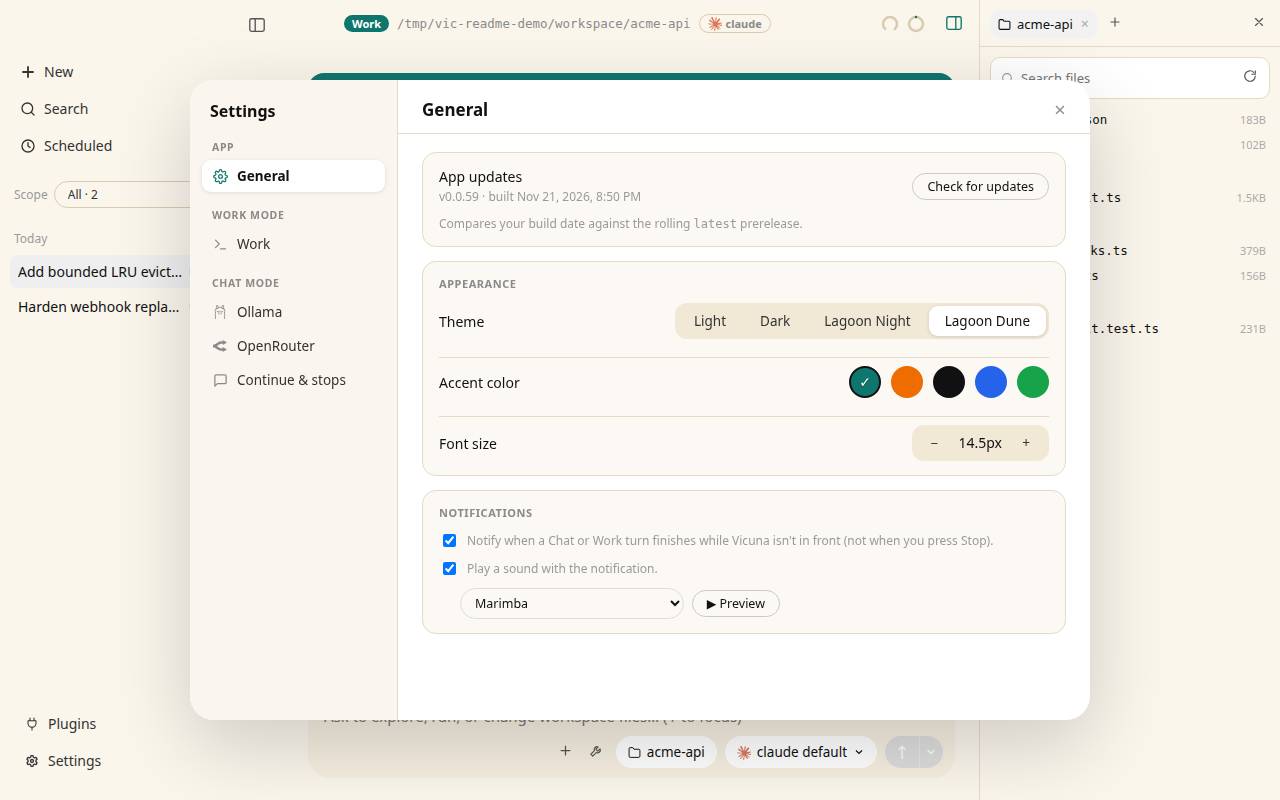 Work /tmp/vic-readme-demo/workspace/acme-api claude
acme-api
New
Search
Scheduled
Scope All · 2
Today
Add bounded LRU evict...
Harden webhook repla...
Plugins
Settings
Settings
APP
General
WORK MODE
Work
CHAT MODE
Ollama
OpenRouter
Continue & stops
General
App updates
v0.0.59 · built Nov 21, 2026, 8:50 PM
Check for updates
Compares your build date against the rolling latest prerelease.
APPEARANCE
Theme Light Dark Lagoon Night Lagoon Dune
Accent color
Font size − 14.5px +
NOTIFICATIONS
Notify when a Chat or Work turn finishes while Vicuna isn't in front (not when you press Stop).
Play a sound with the notification.
Marimba ▶ Preview
acme-api claude default
Search files
183B
102B
t.ts 1.5KB
ks.ts 379B
156B
t.test.ts 231B